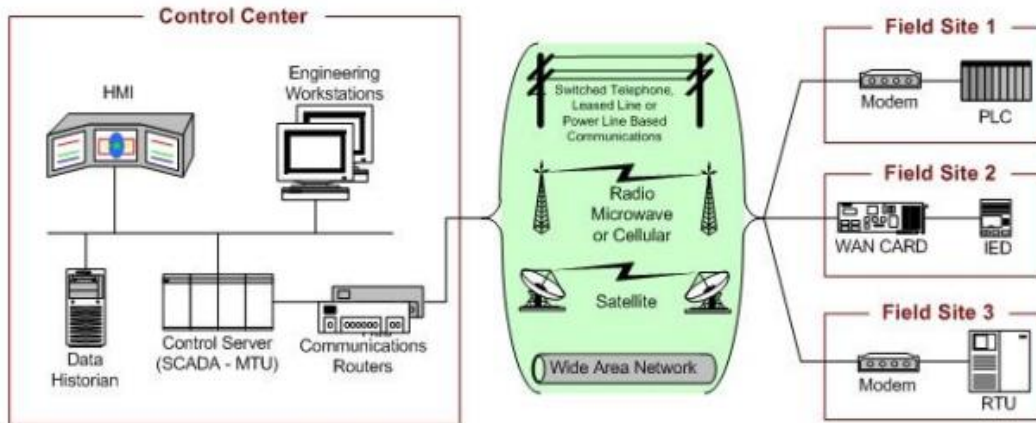 Control Center
HMI
Engineering
Workstations
Data
Historian
Control Server
(SCADA - MTU)
Communications
Routers
Switched Telephone,
Leased Line or
Power Line Based
Communications
Radio
Microwave
or Cellular
Satellite
Wide Area Network
Field Site 1
Modem
PLC
Field Site 2
WAN CARD
IED
Field Site 3
Modem
RTU